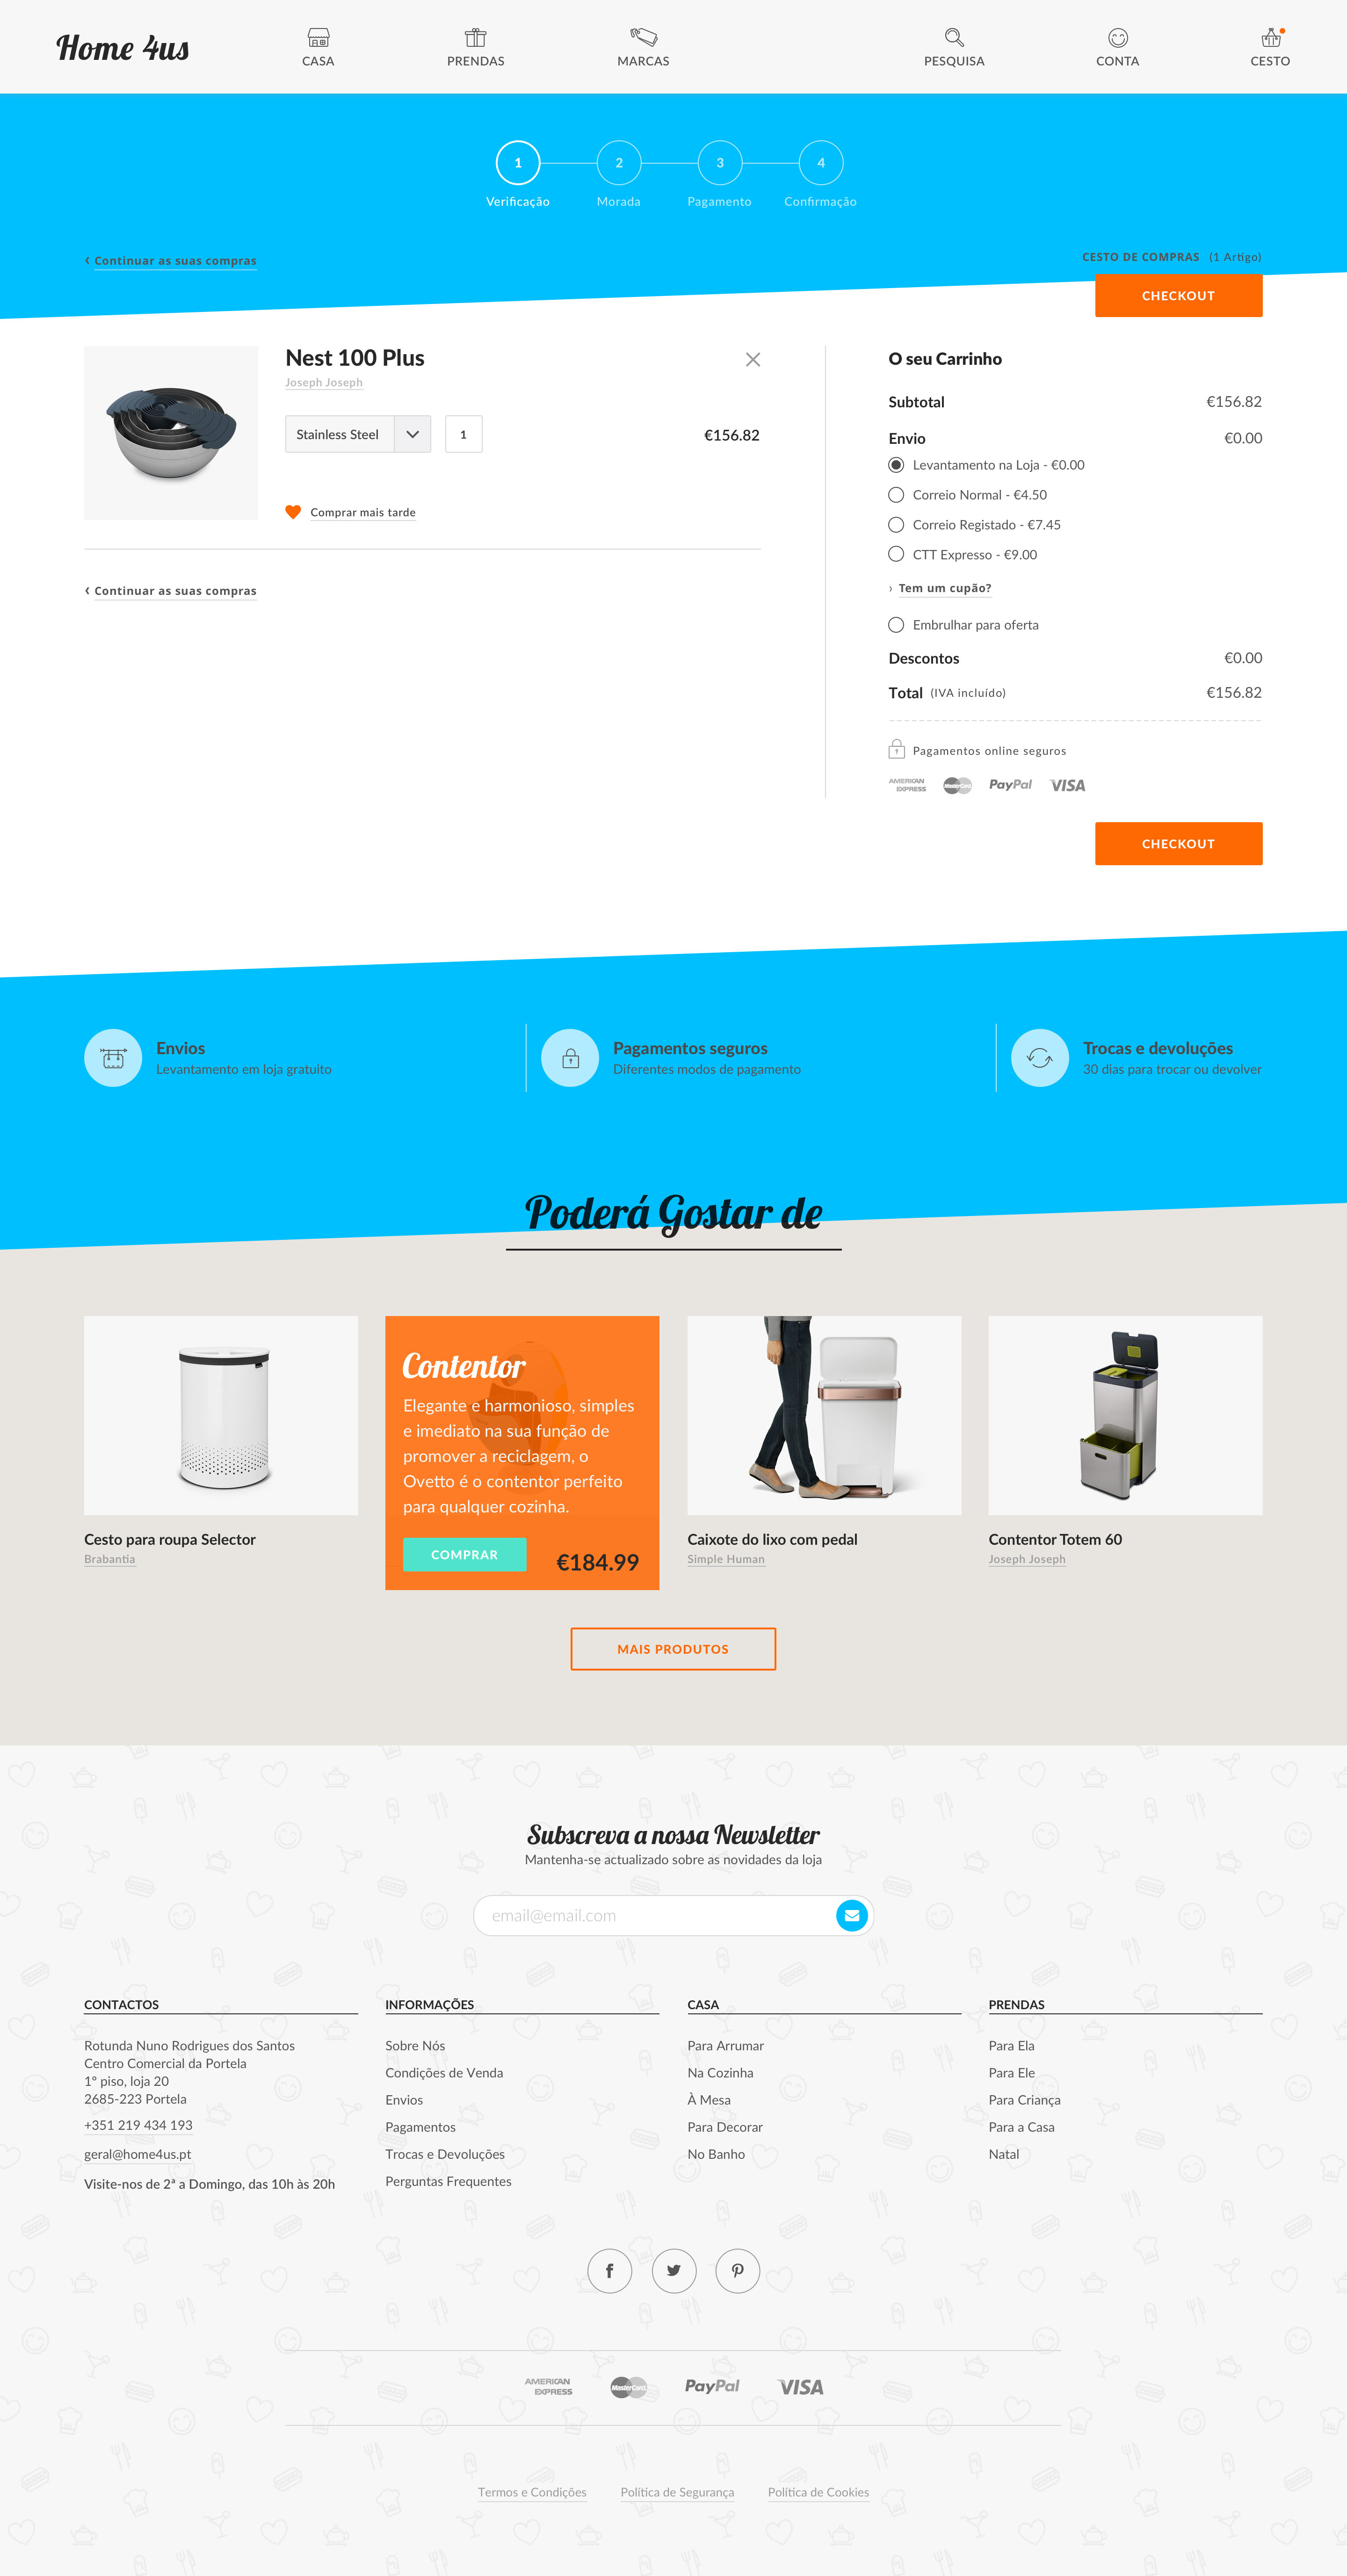 Home 4us
CASA
PRENDAS
MARCAS
PESQUISA
CONTA
CESTO
1
2
3
4
Verificação
Morada
Pagamento
Confirmação
‹ Continuar as suas compras
CESTO DE COMPRAS (1 Artigo)
CHECKOUT
Nest 100 Plus
Joseph Joseph
Stainless Steel
1
€156.82
Comprar mais tarde
‹ Continuar as suas compras
O seu Carrinho
Subtotal €156.82
Envio €0.00
Levantamento na Loja - €0.00
Correio Normal - €4.50
Correio Registado - €7.45
CTT Expresso - €9.00
› Tem um cupão?
Embrulhar para oferta
Descontos €0.00
Total (IVA incluído) €156.82
Pagamentos online seguros
AMERICAN EXPRESS
MasterCard
PayPal
VISA
CHECKOUT
Envios
Levantamento em loja gratuito
Pagamentos seguros
Diferentes modos de pagamento
Trocas e devoluções
30 dias para trocar ou devolver
Poderá Gostar de
Cesto para roupa Selector
Brabantia
Contentor
Elegante e harmonioso, simples
e imediato na sua função de
promover a reciclagem, o
Ovetto é o contentor perfeito
para qualquer cozinha.
COMPRAR
€184.99
Caixote do lixo com pedal
Simple Human
Contentor Totem 60
Joseph Joseph
MAIS PRODUTOS
Subscreva a nossa Newsletter
Mantenha-se actualizado sobre as novidades da loja
email@email.com
CONTACTOS
Rotunda Nuno Rodrigues dos Santos
Centro Comercial da Portela
1º piso, loja 20
2685-223 Portela
+351 219 434 193
geral@home4us.pt
Visite-nos de 2ª a Domingo, das 10h às 20h
INFORMAÇÕES
Sobre Nós
Condições de Venda
Envios
Pagamentos
Trocas e Devoluções
Perguntas Frequentes
CASA
Para Arrumar
Na Cozinha
À Mesa
Para Decorar
No Banho
PRENDAS
Para Ela
Para Ele
Para Criança
Para a Casa
Natal
AMERICAN EXPRESS
MasterCard
PayPal
VISA
Termos e Condições
Política de Segurança
Política de Cookies